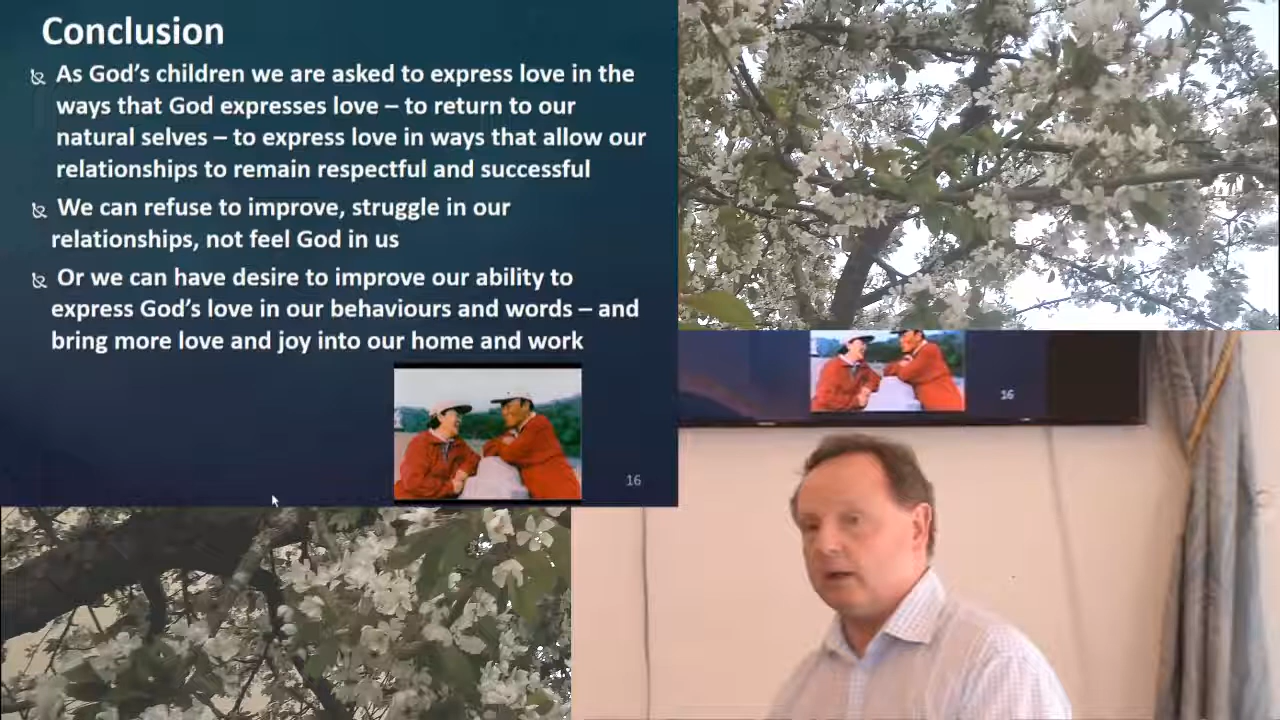 Conclusion
As God’s children we are asked to express love in the
ways that God expresses love – to return to our
natural selves – to express love in ways that allow our
relationships to remain respectful and successful
We can refuse to improve, struggle in our
relationships, not feel God in us
Or we can have desire to improve our ability to
express God’s love in our behaviours and words – and
bring more love and joy into our home and work
16
16